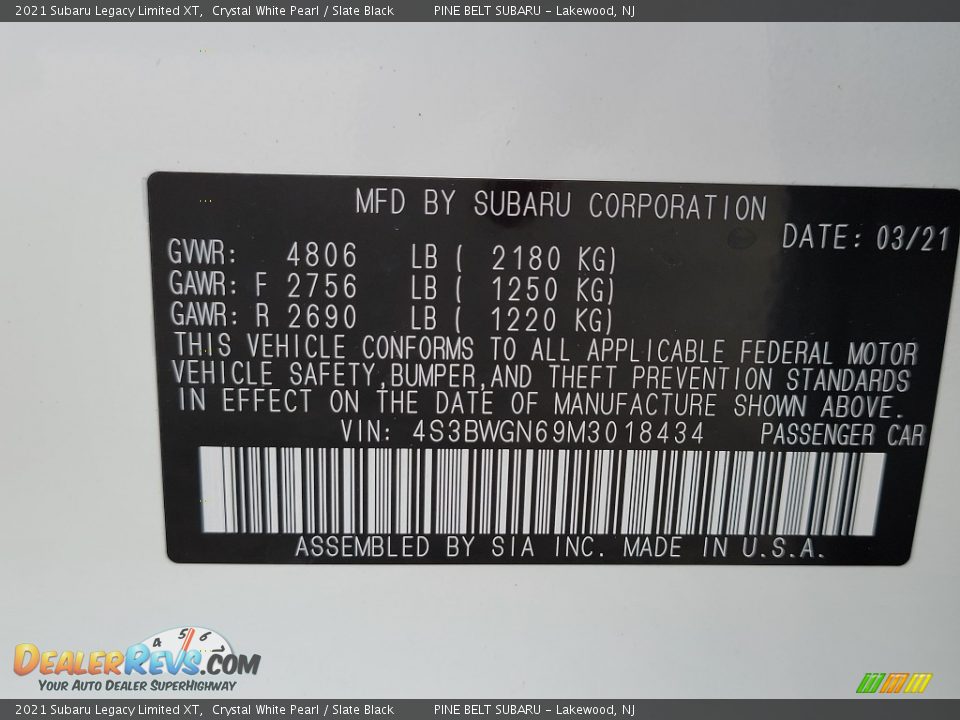 2021 Subaru Legacy Limited XT, Crystal White Pearl / Slate Black PINE BELT SUBARU - Lakewood, NJ
MFD BY SUBARU CORPORATION
DATE: 03/21
GVWR: 4806 LB ( 2180 KG)
GAWR: F 2756 LB ( 1250 KG)
GAWR: R 2690 LB ( 1220 KG)
THIS VEHICLE CONFORMS TO ALL APPLICABLE FEDERAL MOTOR
VEHICLE SAFETY,BUMPER,AND THEFT PREVENTION STANDARDS
IN EFFECT ON THE DATE OF MANUFACTURE SHOWN ABOVE.
VIN: 4S3BWGN69M3018434 PASSENGER CAR
ASSEMBLED BY SIA INC. MADE IN U.S.A.
4 5 6 7
DEALERREVS.COM
YOUR AUTO DEALER SUPERHIGHWAY
2021 Subaru Legacy Limited XT, Crystal White Pearl / Slate Black PINE BELT SUBARU - Lakewood, NJ